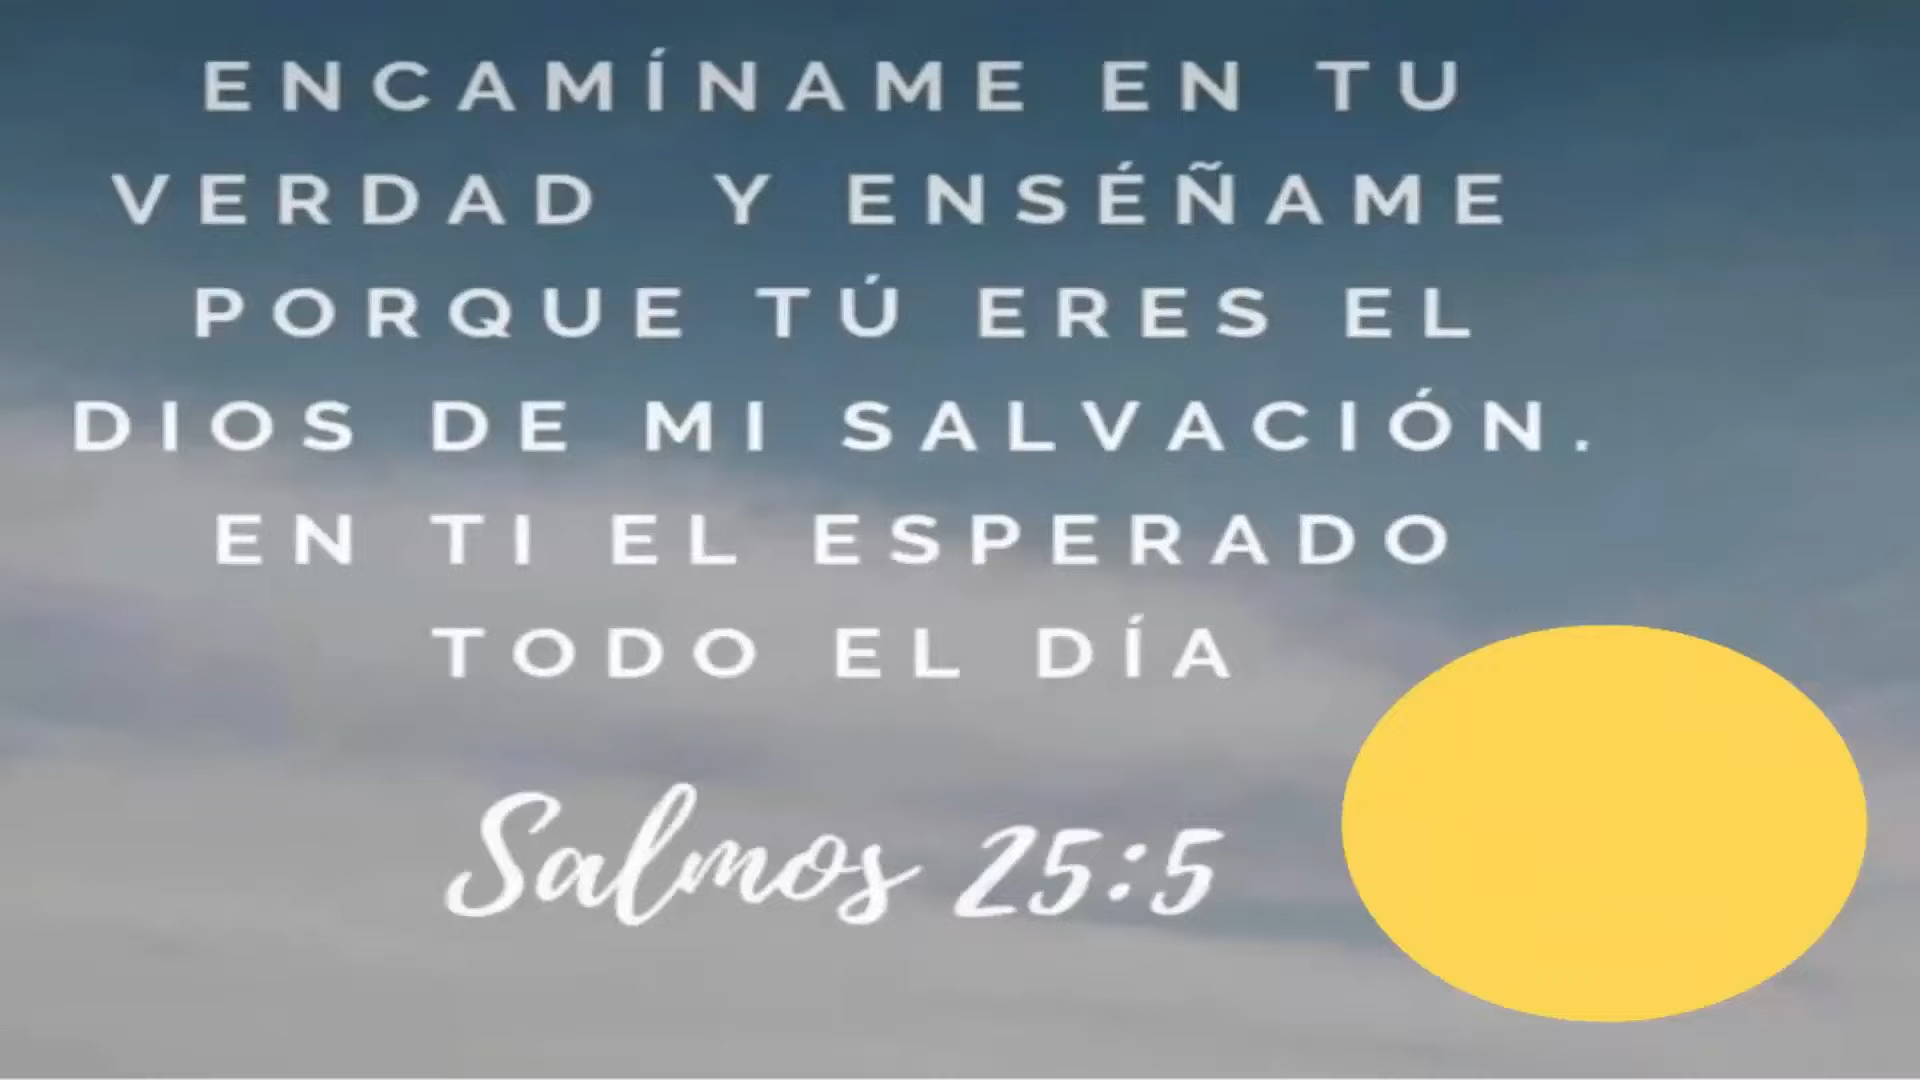 ENCAMÍNAME EN TU
VERDAD Y ENSÉÑAME
PORQUE TÚ ERES EL
DIOS DE MI SALVACIÓN.
EN TI EL ESPERADO
TODO EL DÍA
Salmos 25:5